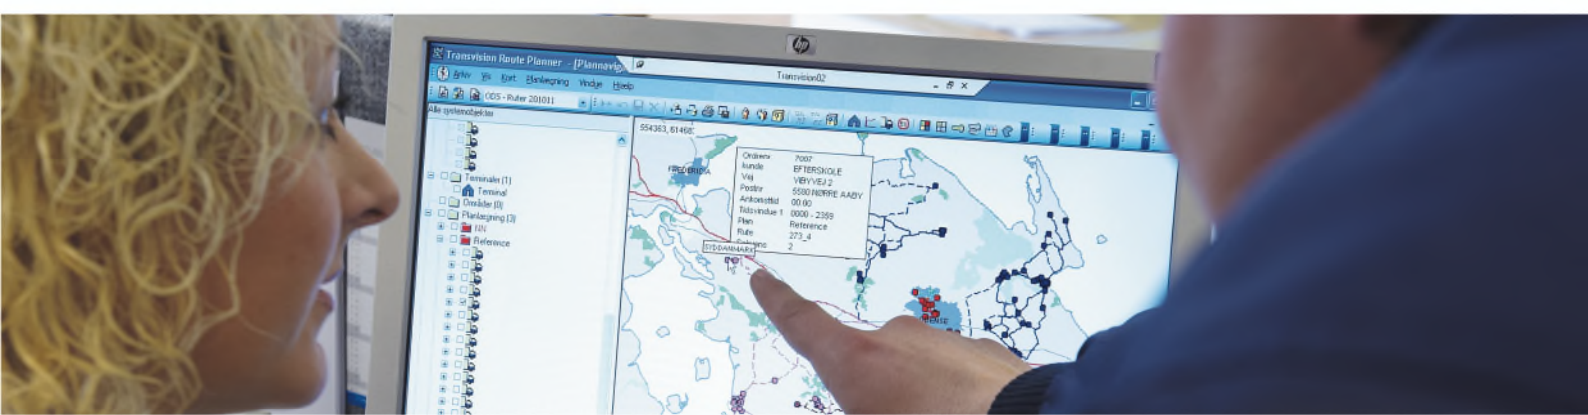 hp
Transvision Route Planner - [Plannavig
Transvision02
Arkiv Vis Kort Planlægning Vindue Hjælp
ODS - Ruter 201011
Alle systemobjekter
Terminaler (1)
Terminal
Områder (0)
Planlægning (3)
NN
Reference
554363, 61468
FREDERICIA
Ordrenr. 7007
kunde EFTERSKOLE
Vej VIBYVEJ 2
Postnr 5580 NØRRE AABY
Ankomsttid 00:00
Tidsvindue 1 0000 - 2359
Plan Reference
Rute 273_4
2
SYDDANMARK